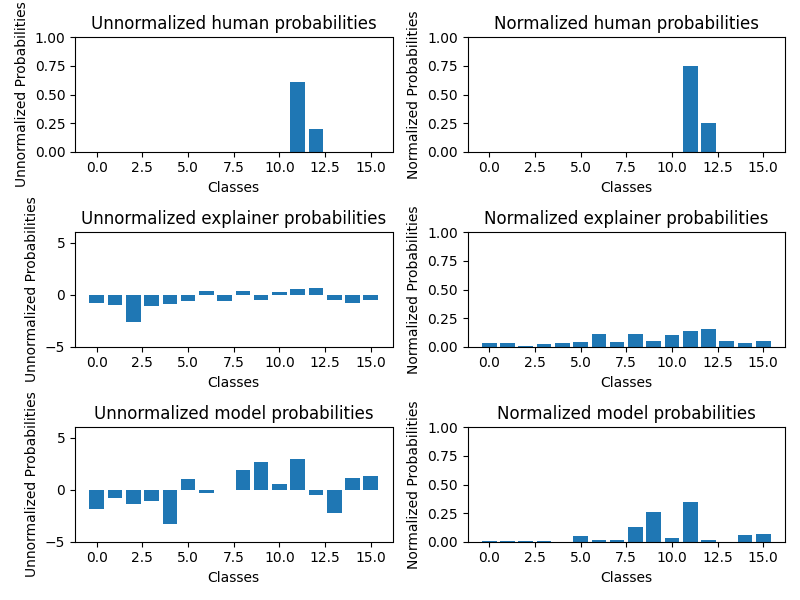 Unnormalized human probabilities
Unnormalized Probabilities
1.00
0.75
0.50
0.25
0.00
0.0 2.5 5.0 7.5 10.0 12.5 15.0
Classes
Normalized human probabilities
Normalized Probabilities
1.00
0.75
0.50
0.25
0.00
0.0 2.5 5.0 7.5 10.0 12.5 15.0
Classes
Unnormalized explainer probabilities
Unnormalized Probabilities
5
0
−5
0.0 2.5 5.0 7.5 10.0 12.5 15.0
Classes
Normalized explainer probabilities
Normalized Probabilities
1.00
0.75
0.50
0.25
0.00
0.0 2.5 5.0 7.5 10.0 12.5 15.0
Classes
Unnormalized model probabilities
Unnormalized Probabilities
5
0
−5
0.0 2.5 5.0 7.5 10.0 12.5 15.0
Classes
Normalized model probabilities
Normalized Probabilities
1.00
0.75
0.50
0.25
0.00
0.0 2.5 5.0 7.5 10.0 12.5 15.0
Classes